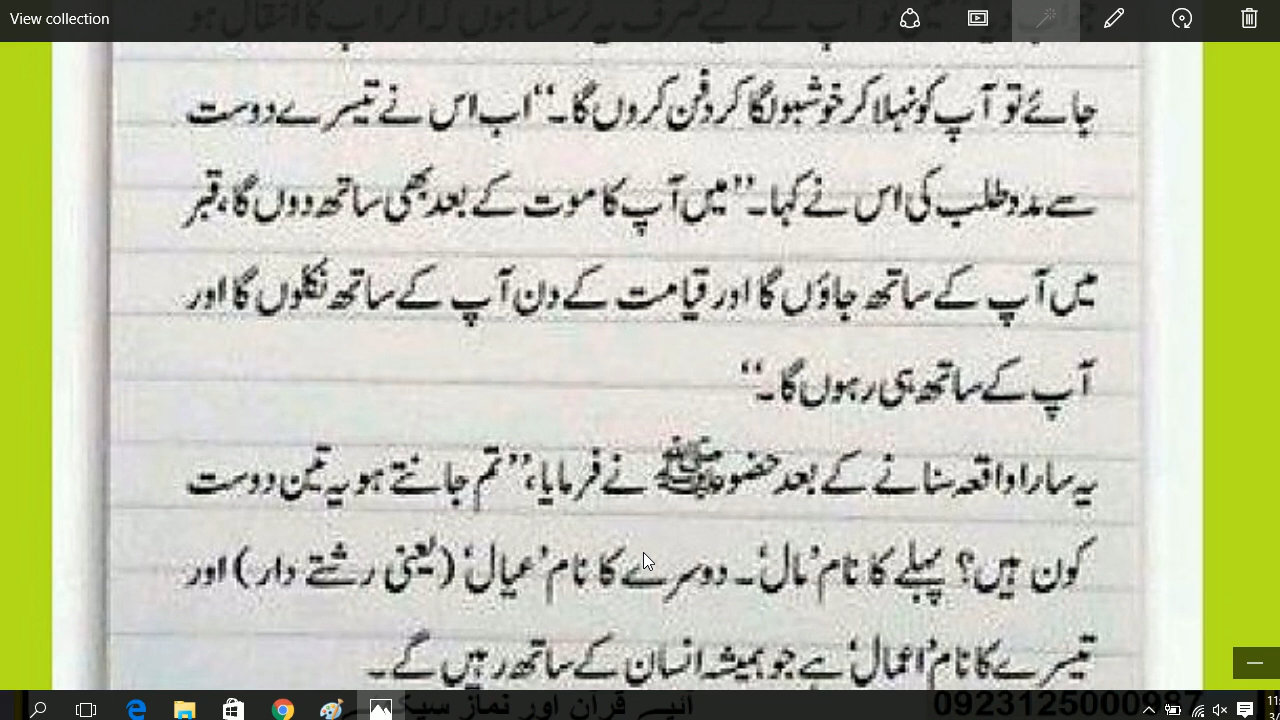 View collection
جائے تو آپ کو نہلا کر خوشبو لگا کر دفن کروں گا۔‘‘ اب اس نے تیسرے دوست
سے مدد طلب کی اس نے کہا۔ ’’میں آپ کا موت کے بعد بھی ساتھ دوں گا، قبر
میں آپ کے ساتھ جاؤں گا اور قیامت کے دن آپ کے ساتھ نکلوں گا اور
آپ کے ساتھ ہی رہوں گا۔‘‘
یہ سارا واقعہ سنانے کے بعد حضور ﷺ نے فرمایا، ’’تم جانتے ہو یہ تین دوست
کون ہیں؟ پہلے کا نام ’مال‘۔ دوسرے کا نام ’عیال‘ (یعنی رشتے دار) اور
تیسرے کا نام ’اعمال‘ ہے جو ہمیشہ انسان کے ساتھ رہیں گے۔